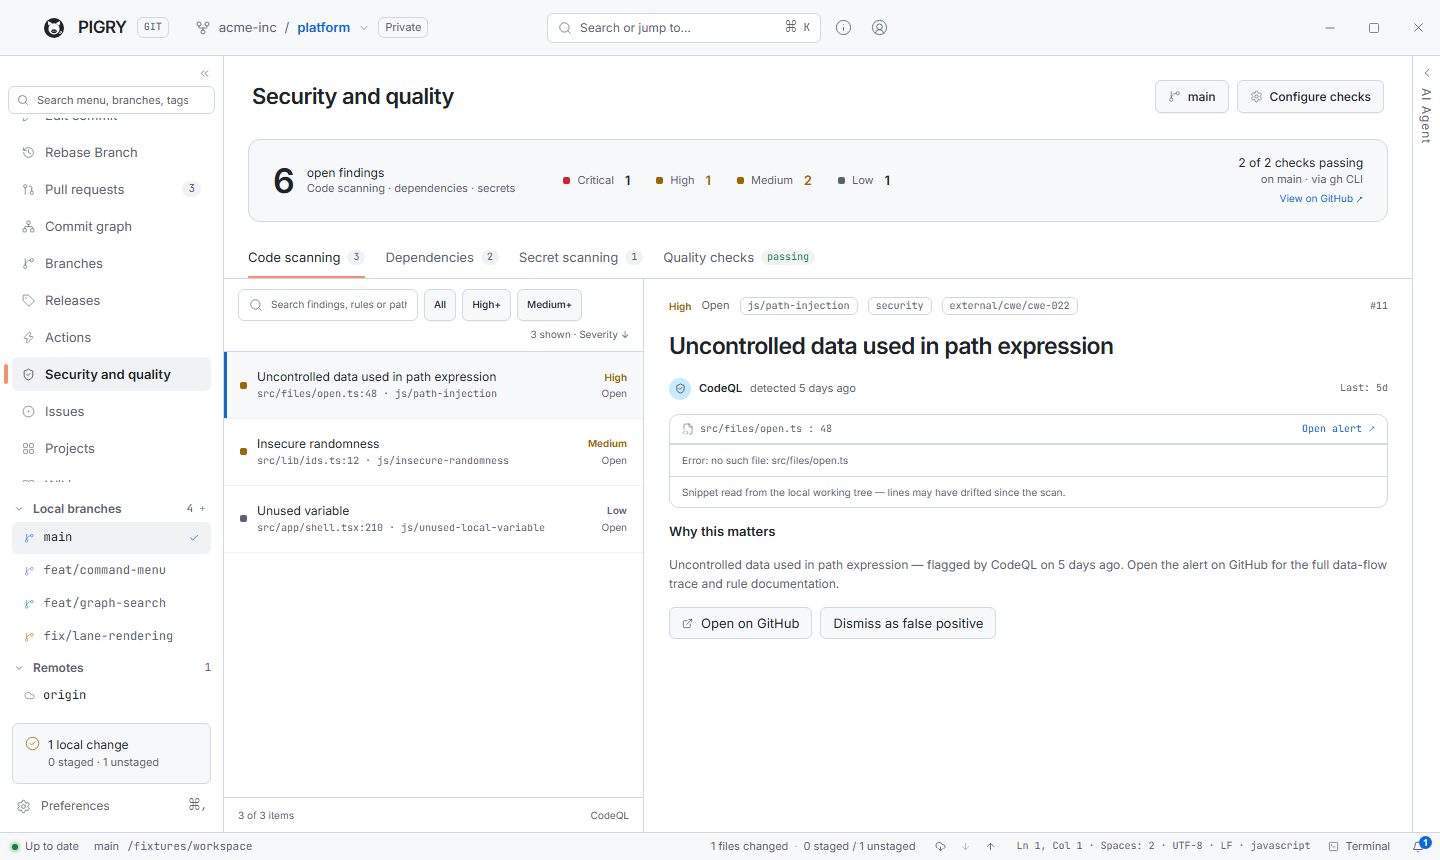 PIGRY GIT acme-inc / platform Private Search or jump to... ⌘ K
Search menu, branches, tags
Edit commit
Rebase Branch
Pull requests 3
Commit graph
Branches
Releases
Actions
Security and quality
Issues
Projects
Local branches 4 +
main
feat/command-menu
feat/graph-search
fix/lane-rendering
Remotes 1
origin
1 local change
0 staged · 1 unstaged
Preferences ⌘,
Security and quality
main Configure checks
6 open findings
Code scanning · dependencies · secrets
Critical 1 High 1 Medium 2 Low 1
2 of 2 checks passing
on main · via gh CLI
View on GitHub ↗
Code scanning 3 Dependencies 2 Secret scanning 1 Quality checks passing
Search findings, rules or path All High+ Medium+
3 shown · Severity ↓
Uncontrolled data used in path expression High
src/files/open.ts:48 · js/path-injection Open
Insecure randomness Medium
src/lib/ids.ts:12 · js/insecure-randomness Open
Unused variable Low
src/app/shell.tsx:210 · js/unused-local-variable Open
3 of 3 items CodeQL
High Open js/path-injection security external/cwe/cwe-022 #11
Uncontrolled data used in path expression
CodeQL detected 5 days ago Last: 5d
src/files/open.ts : 48 Open alert ↗
Error: no such file: src/files/open.ts
Snippet read from the local working tree — lines may have drifted since the scan.
Why this matters
Uncontrolled data used in path expression — flagged by CodeQL on 5 days ago. Open the alert on GitHub for the full data-flow
trace and rule documentation.
Open on GitHub Dismiss as false positive
AI Agent
Up to date main /fixtures/workspace 1 files changed · 0 staged / 1 unstaged Ln 1, Col 1 · Spaces: 2 · UTF-8 · LF · javascript Terminal 1